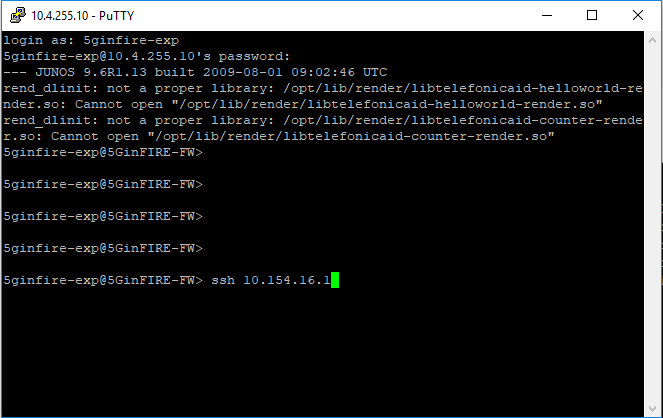 10.4.255.10 - PuTTY
login as: 5ginfire-exp
5ginfire-exp@10.4.255.10's password:
--- JUNOS 9.6R1.13 built 2009-08-01 09:02:46 UTC
rend_dlinit: not a proper library: /opt/lib/render/libtelefonicaid-helloworld-re
nder.so: Cannot open "/opt/lib/render/libtelefonicaid-helloworld-render.so"
rend_dlinit: not a proper library: /opt/lib/render/libtelefonicaid-counter-rende
r.so: Cannot open "/opt/lib/render/libtelefonicaid-counter-render.so"
5ginfire-exp@5GinFIRE-FW>
5ginfire-exp@5GinFIRE-FW>
5ginfire-exp@5GinFIRE-FW>
5ginfire-exp@5GinFIRE-FW>
5ginfire-exp@5GinFIRE-FW> ssh 10.154.16.1